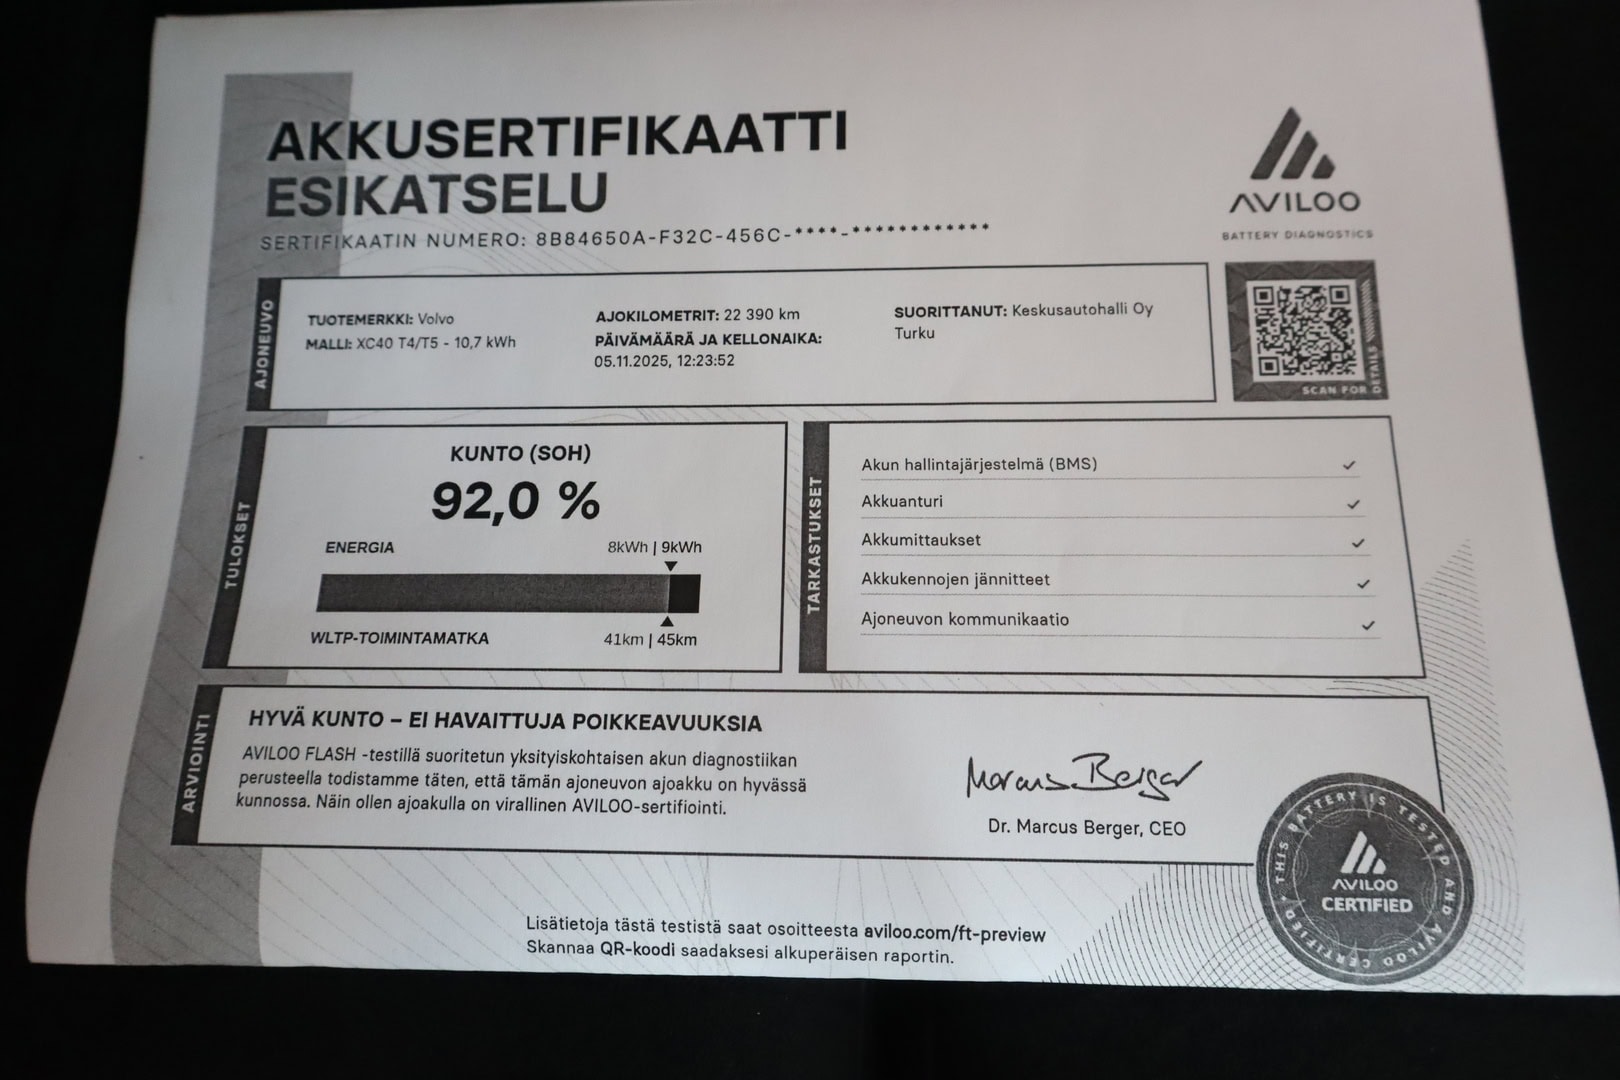 AKKUSERTIFIKAATTI
ESIKATSELU
SERTIFIKAATIN NUMERO: 8B84650A-F32C-456C-****-************
AVILOO
BATTERY DIAGNOSTICS
AJONEUVO
TUOTEMERKKI: Volvo
MALLI: XC40 T4/T5 - 10,7 kWh
AJOKILOMETRIT: 22 390 km
PÄIVÄMÄÄRÄ JA KELLONAIKA:
05.11.2025, 12:23:52
SUORITTANUT: Keskusautohalli Oy
Turku
SCAN FOR DETAILS
TULOKSET
KUNTO (SOH)
92,0 %
ENERGIA 8kWh | 9kWh
WLTP-TOIMINTAMATKA 41km | 45km
TARKASTUKSET
Akun hallintajärjestelmä (BMS) ✓
Akkuanturi ✓
Akkumittaukset ✓
Akkukennojen jännitteet ✓
Ajoneuvon kommunikaatio ✓
ARVIOINTI
HYVÄ KUNTO – EI HAVAITTUJA POIKKEAVUUKSIA
AVILOO FLASH -testillä suoritetun yksityiskohtaisen akun diagnostiikan
perusteella todistamme täten, että tämän ajoneuvon ajoakku on hyvässä
kunnossa. Näin ollen ajoakulla on virallinen AVILOO-sertifiointi.
Marcus Berger
Dr. Marcus Berger, CEO
THIS BATTERY IS TESTED AND AVILOO CERTIFIED
AVILOO
CERTIFIED
Lisätietoja tästä testistä saat osoitteesta aviloo.com/ft-preview
Skannaa QR-koodi saadaksesi alkuperäisen raportin.